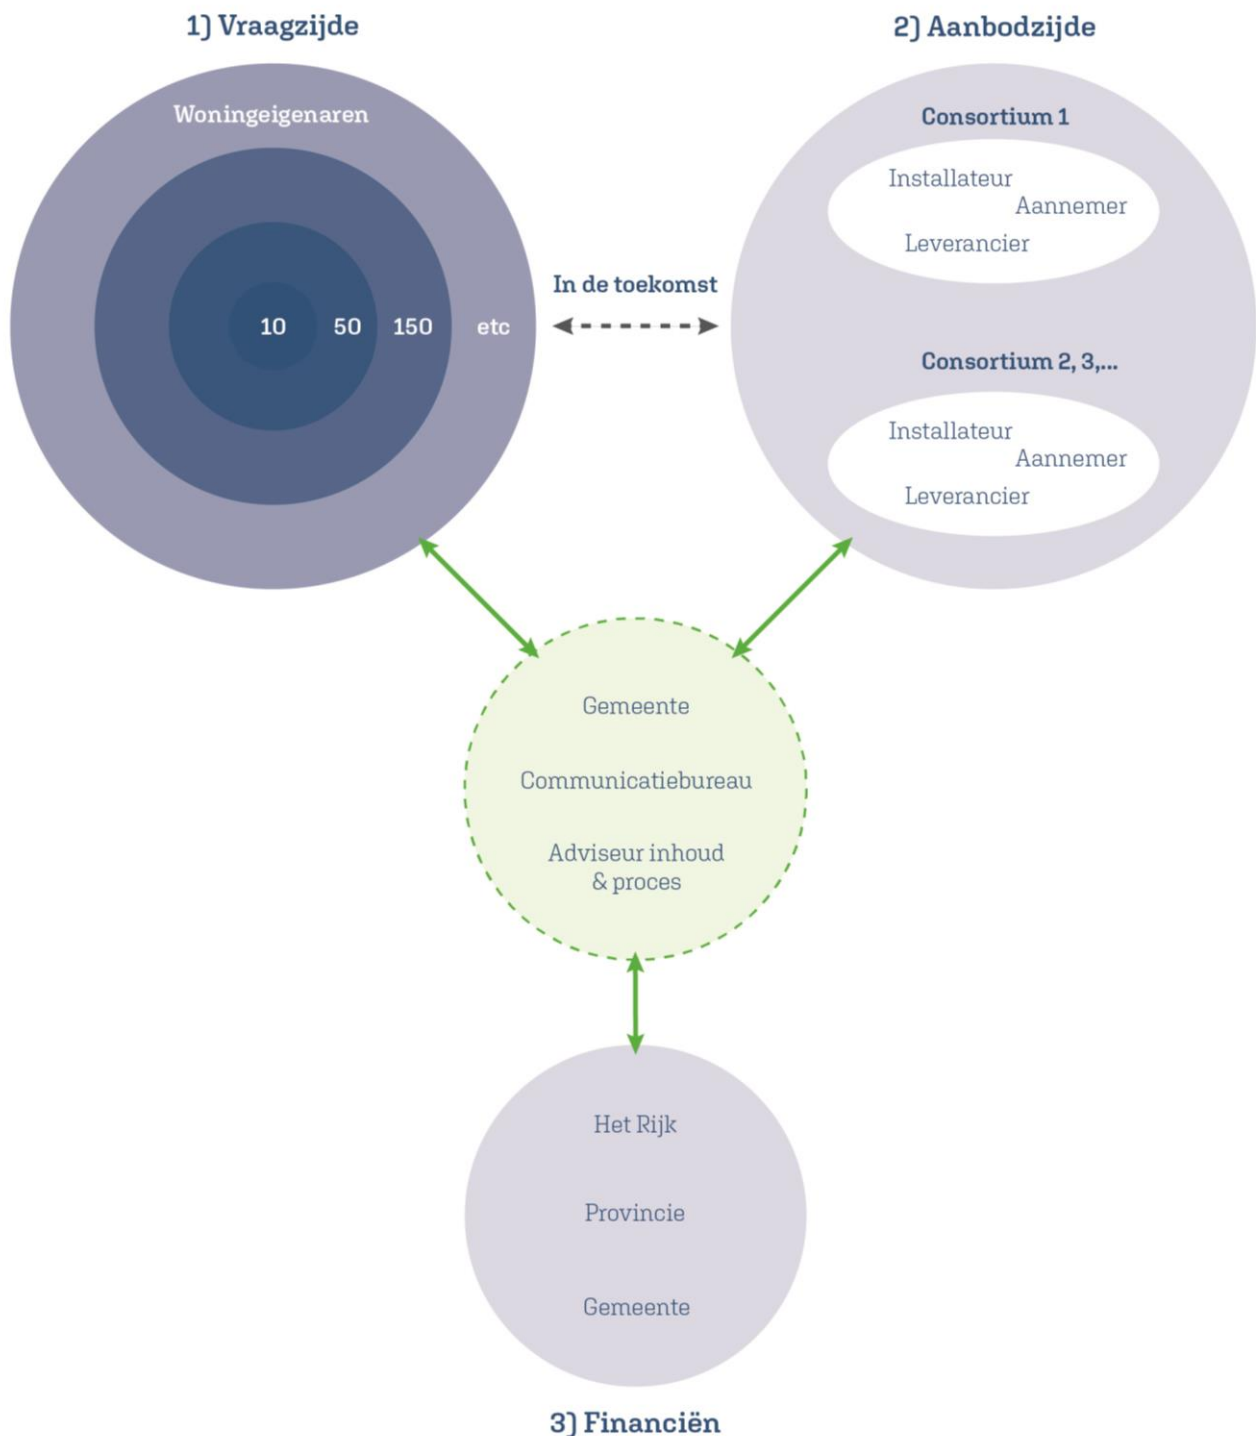 1) Vraagzijde
Woningeigenaren
10
50
150
etc
In de toekomst
2) Aanbodzijde
Consortium 1
Installateur
Aannemer
Leverancier
Consortium 2, 3,...
Installateur
Aannemer
Leverancier
Gemeente
Communicatiebureau
Adviseur inhoud
& proces
Het Rijk
Provincie
Gemeente
3) Financiën